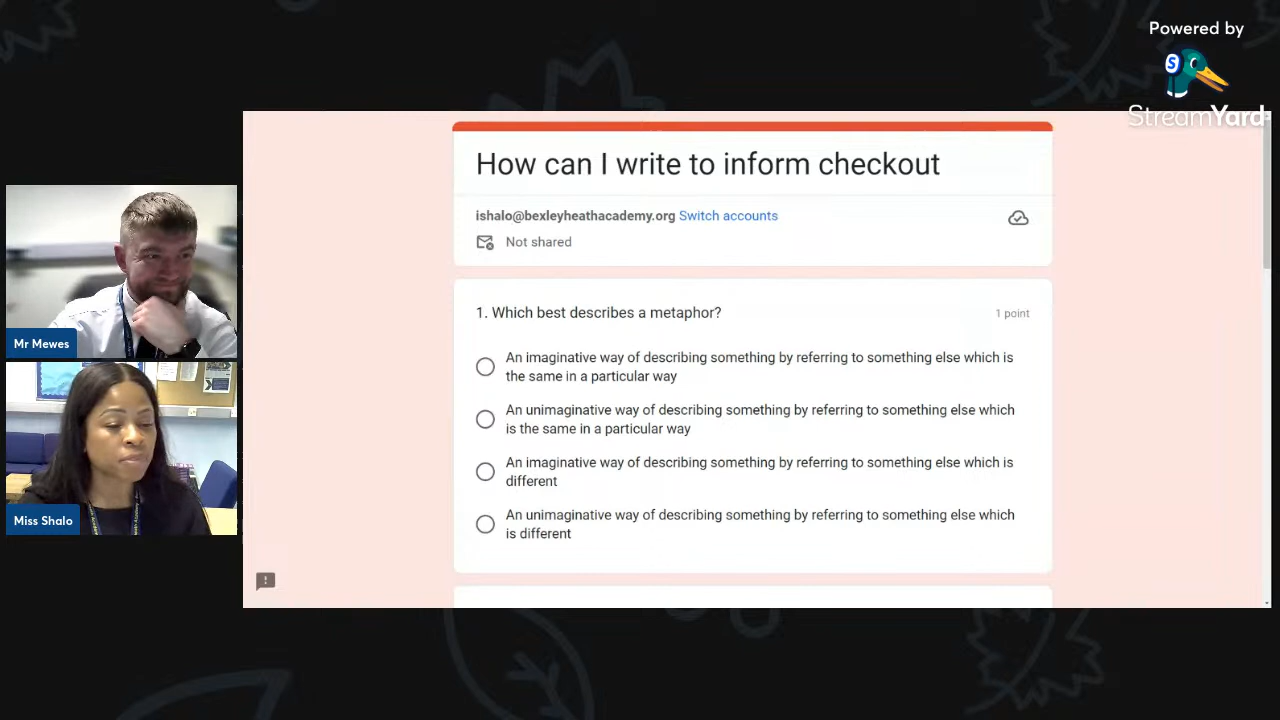 Powered by
S
StreamYard
How can I write to inform checkout
ishalo@bexleyheathacademy.org Switch accounts
Not shared
1. Which best describes a metaphor?
1 point
An imaginative way of describing something by referring to something else which is
the same in a particular way
An unimaginative way of describing something by referring to something else which
is the same in a particular way
An imaginative way of describing something by referring to something else which is
different
An unimaginative way of describing something by referring to something else which
is different
Mr Mewes
Miss Shalo